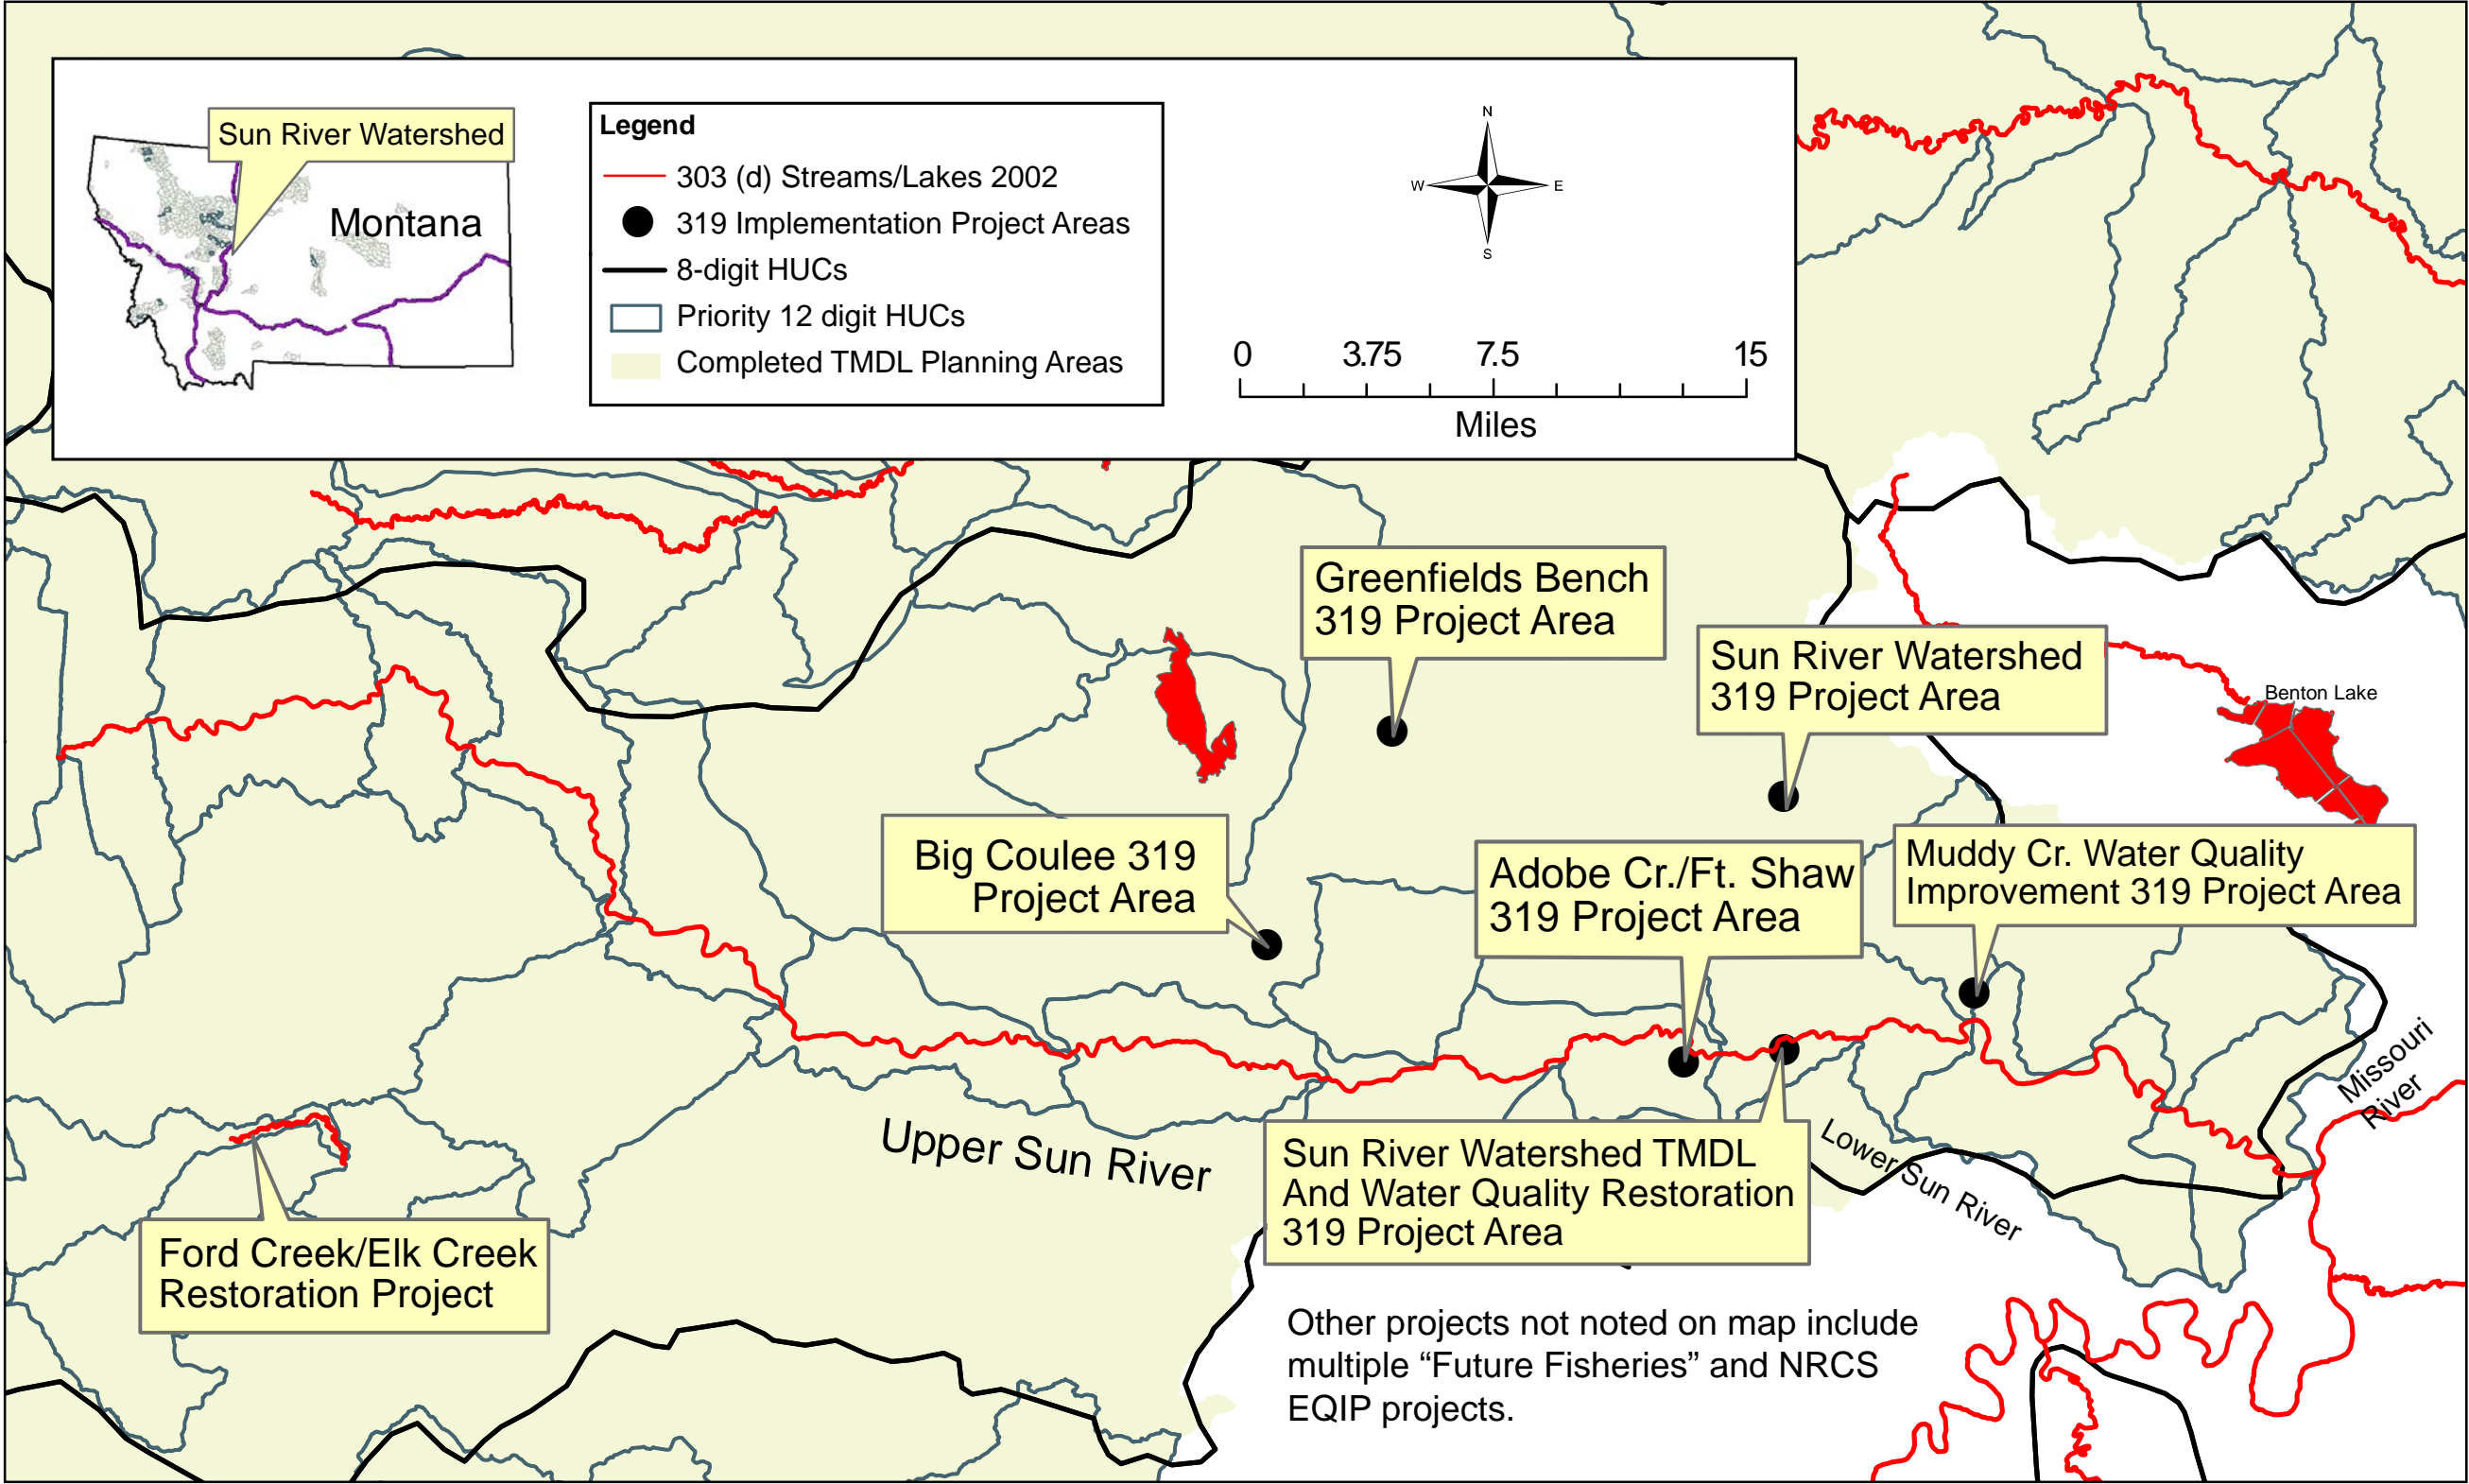 Sun River Watershed
Montana
Legend
303 (d) Streams/Lakes 2002
319 Implementation Project Areas
8-digit HUCs
Priority 12 digit HUCs
Completed TMDL Planning Areas
N
W
E
S
0 3.75 7.5 15
Miles
Greenfields Bench
319 Project Area
Sun River Watershed
319 Project Area
Benton Lake
Big Coulee 319
Project Area
Adobe Cr./Ft. Shaw
319 Project Area
Muddy Cr. Water Quality
Improvement 319 Project Area
Missouri
River
Upper Sun River
Lower Sun River
Sun River Watershed TMDL
And Water Quality Restoration
319 Project Area
Ford Creek/Elk Creek
Restoration Project
Other projects not noted on map include
multiple “Future Fisheries” and NRCS
EQIP projects.